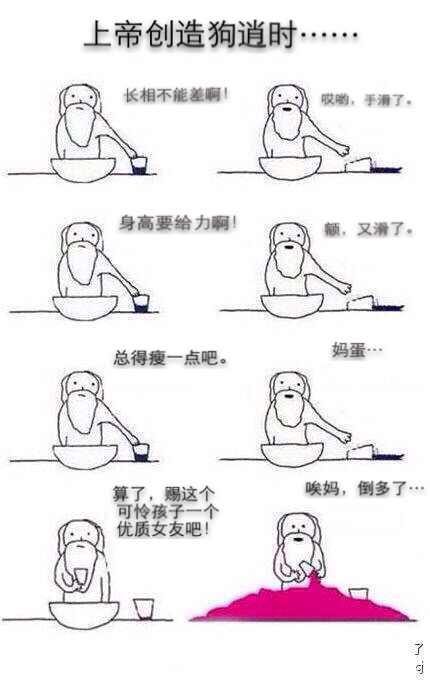 上帝创造狗逍时……
长相不能差啊！
哎哟，手滑了。
身高要给力啊！
额，又滑了。
总得瘦一点吧。
妈蛋…
算了，赐这个
可怜孩子一个
优质女友吧！
唉妈，倒多了…